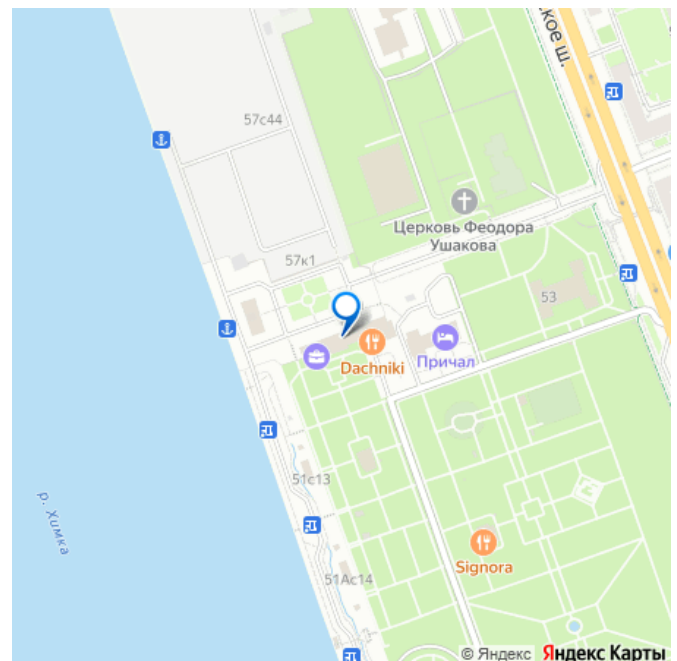 кое ш.
57с44
Церковь Феодора
Ушакова
57к1
53
Dachniki
Причал
51с13
р. Химка
Signora
51Ас14
© Яндекс Яндекс Карты